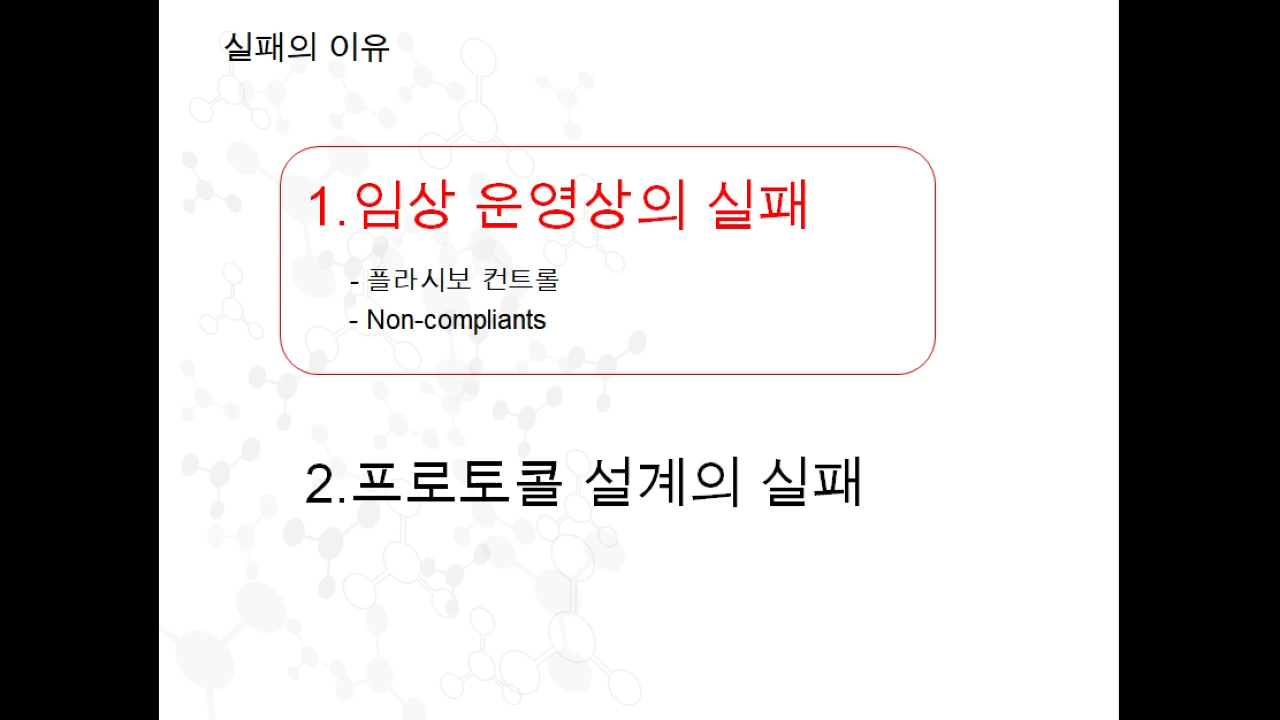 실패의 이유
1. 임상 운영상의 실패
- 플라시보 컨트롤
- Non-compliants
2. 프로토콜 설계의 실패